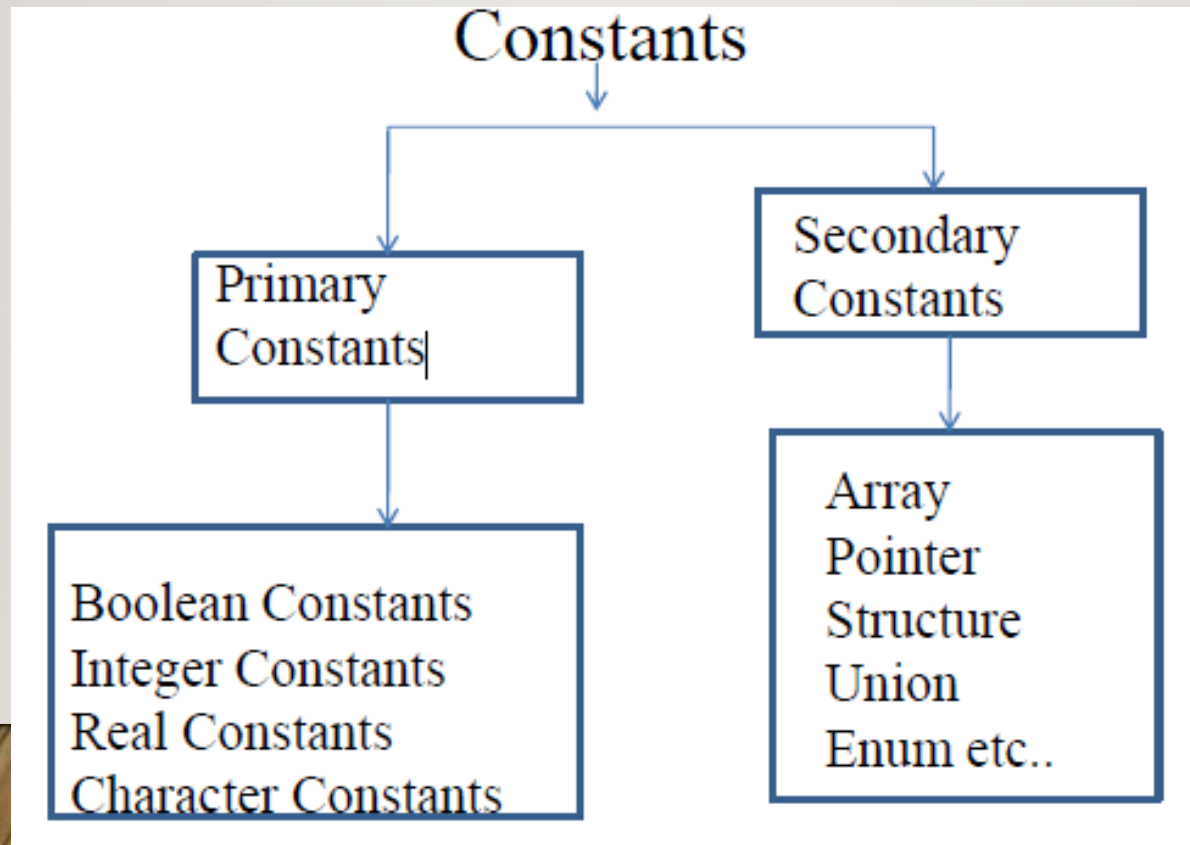 Constants
Primary
Constants
Secondary
Constants
Boolean Constants
Integer Constants
Real Constants
Character Constants
Array
Pointer
Structure
Union
Enum etc..